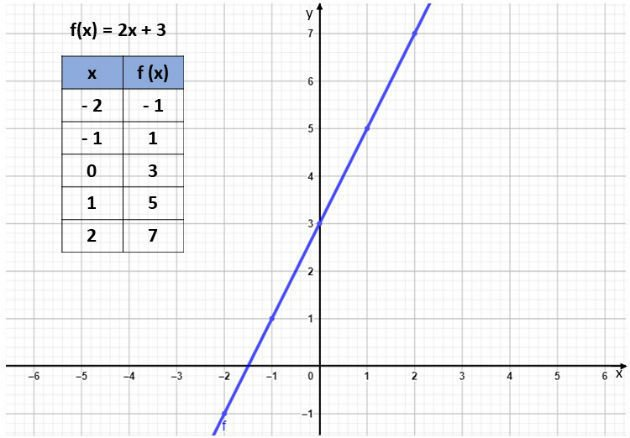 f(x) = 2x + 3
x f (x)
- 2 - 1
- 1 1
0 3
1 5
2 7
y
7
6
5
4
3
2
1
–6 –5 –4 –3 –2 –1 0 1 2 3 4 5 6 x
–1
f